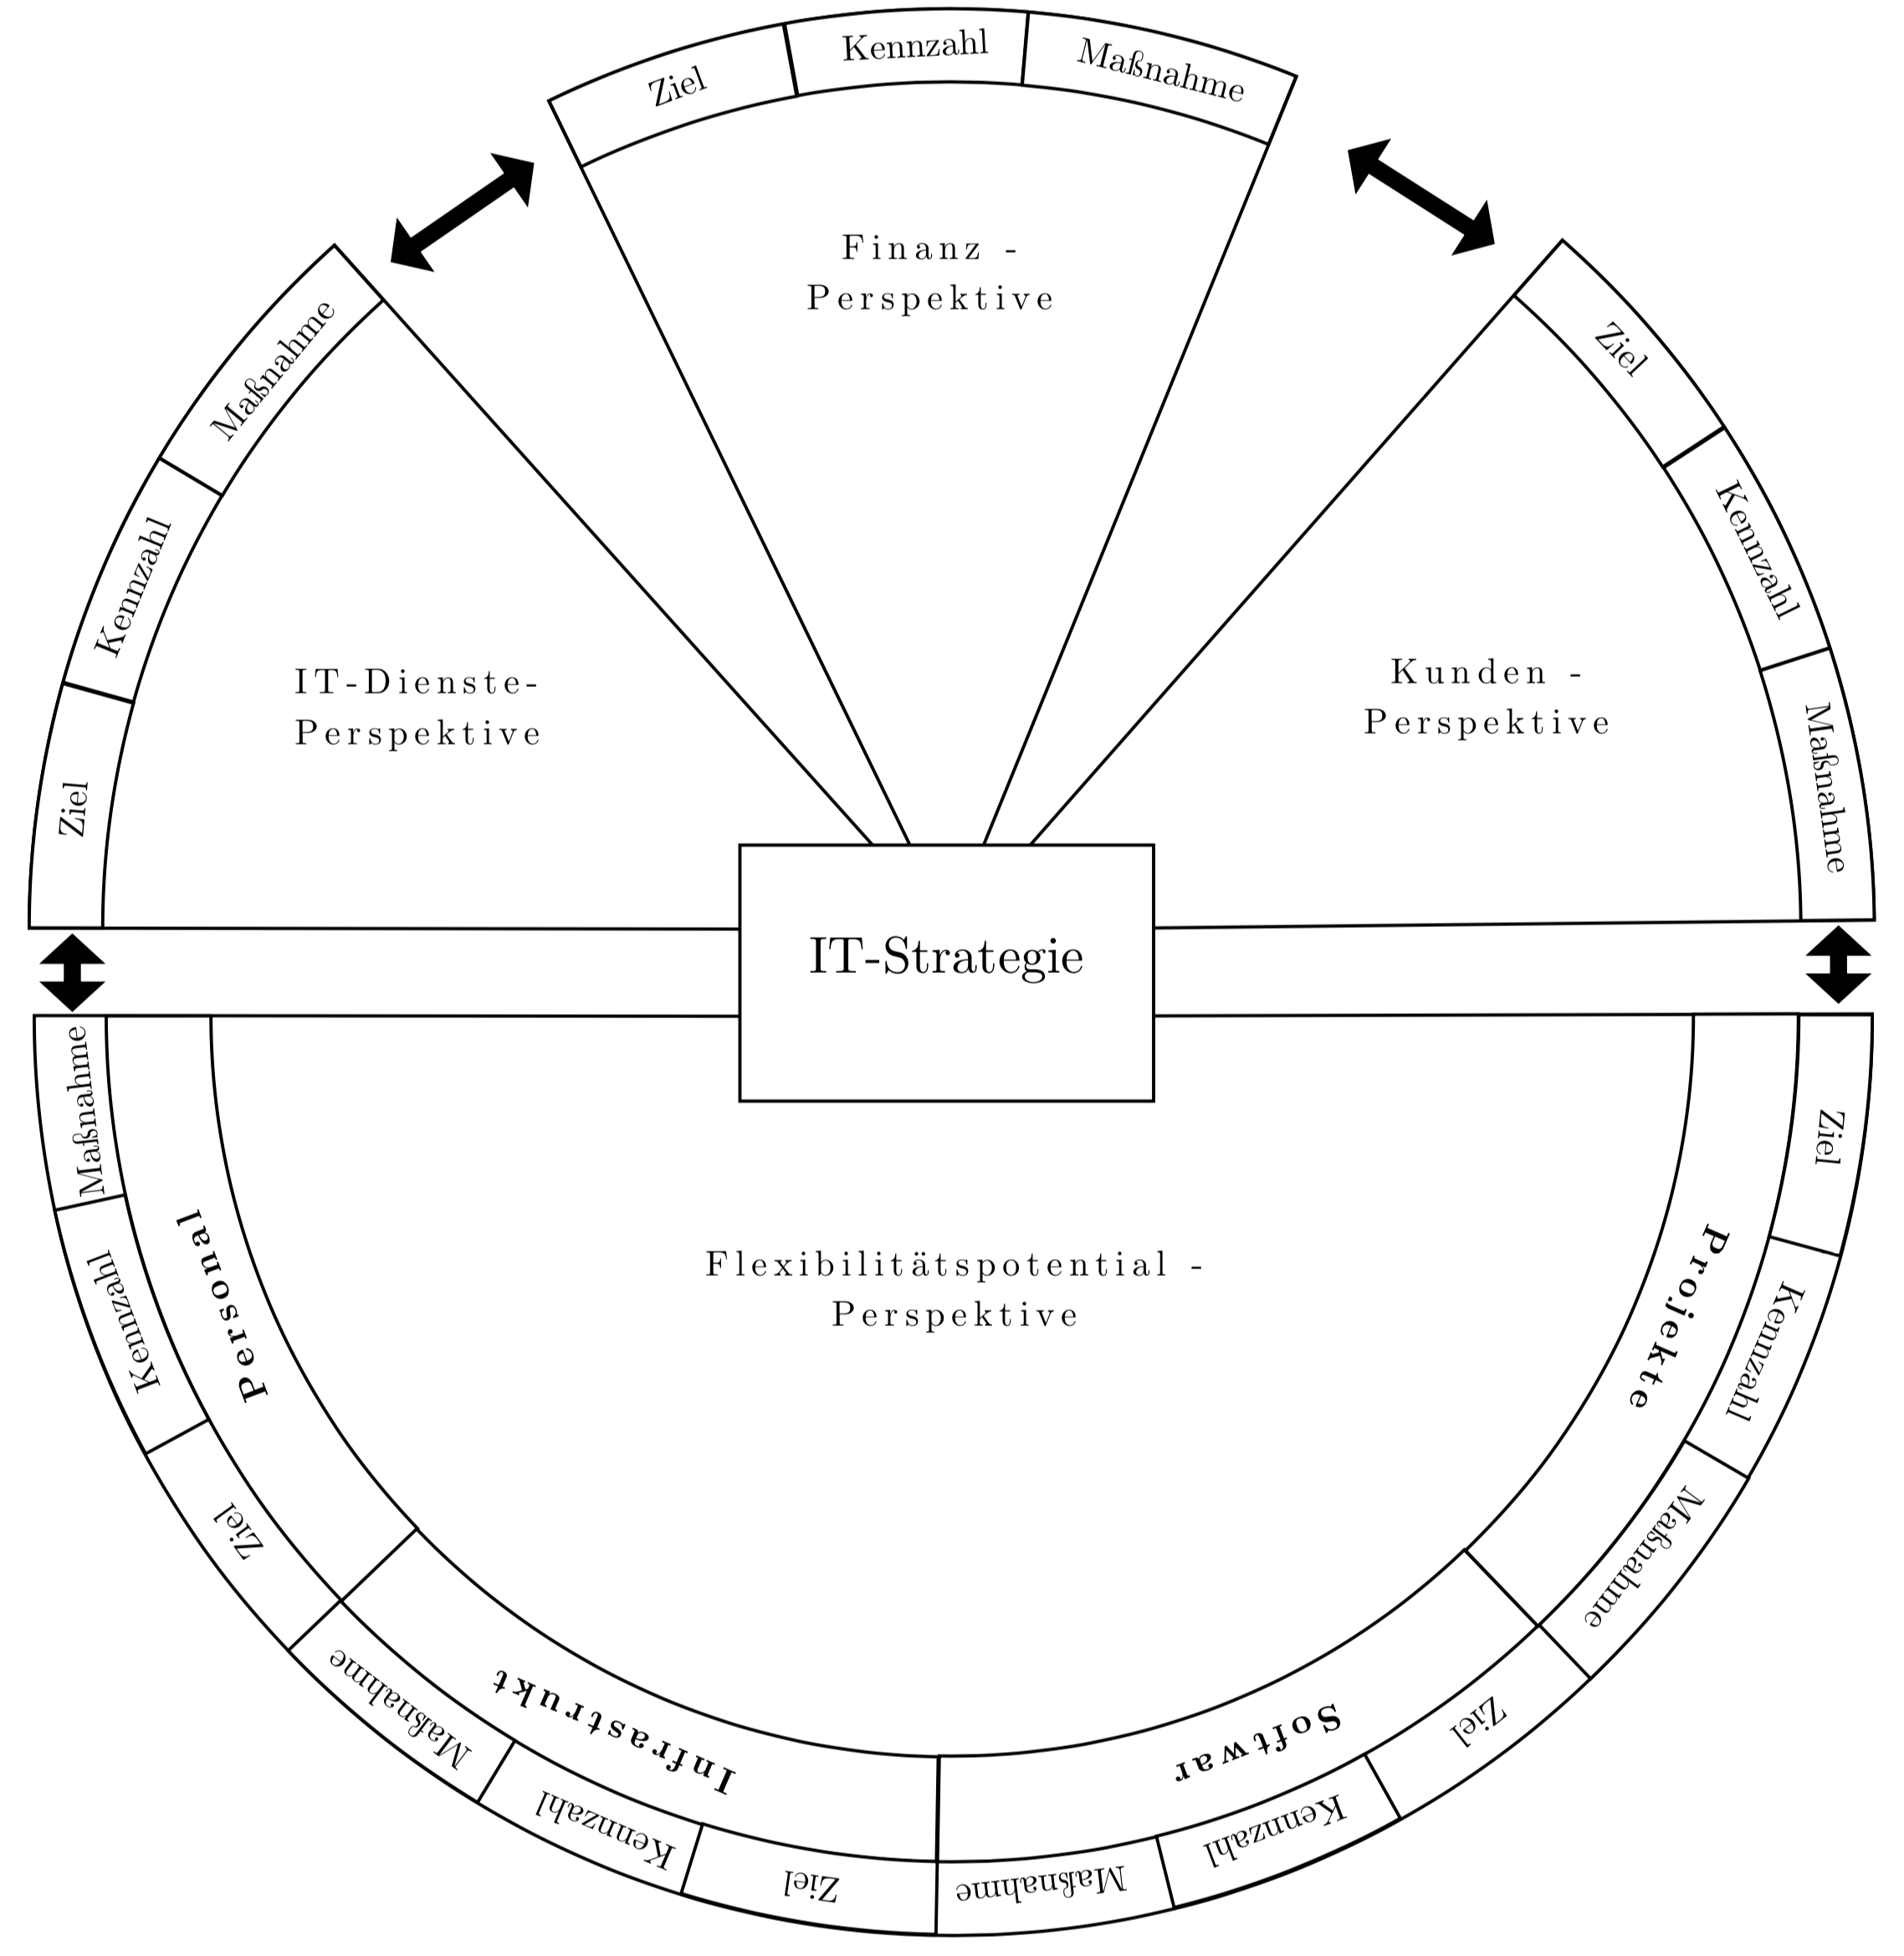 Ziel
Kennzahl
Maßnahme
Finanz -
Perspektive
Ziel
Kennzahl
Maßnahme
IT-Dienste-
Perspektive
Ziel
Kennzahl
Maßnahme
Kunden -
Perspektive
IT-Strategie
Flexibilitätspotential -
Perspektive
Projekte
Ziel
Kennzahl
Maßnahme
Softwar
Ziel
Kennzahl
Maßnahme
Infrastrukt
Ziel
Kennzahl
Maßnahme
Personal
Ziel
Kennzahl
Maßnahme